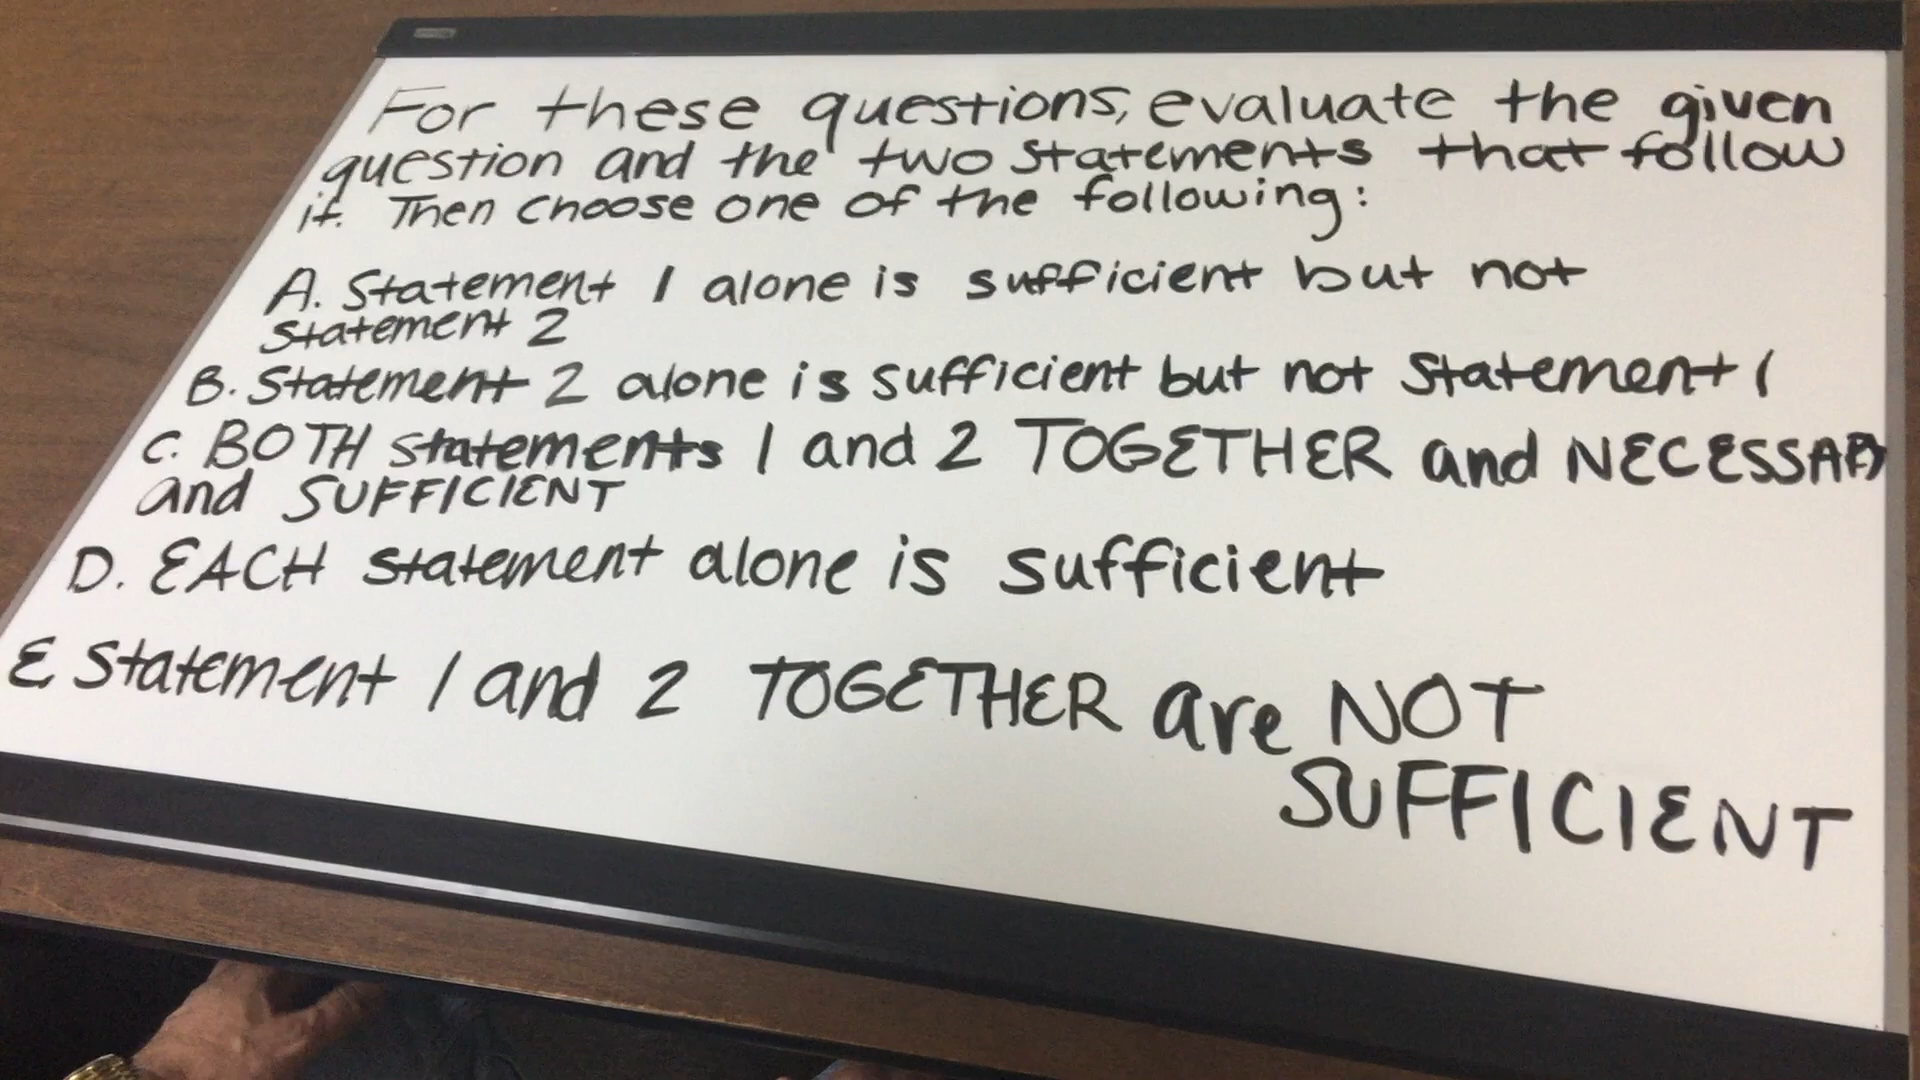 For these questions, evaluate the given
question and the two statements that follow
it. Then choose one of the following:
A. Statement 1 alone is sufficient but not
statement 2
B. Statement 2 alone is sufficient but not Statement 1
C. BOTH statements 1 and 2 TOGETHER and NECESSARY
and SUFFICIENT
D. EACH statement alone is sufficient
E. Statement 1 and 2 TOGETHER are NOT
SUFFICIENT